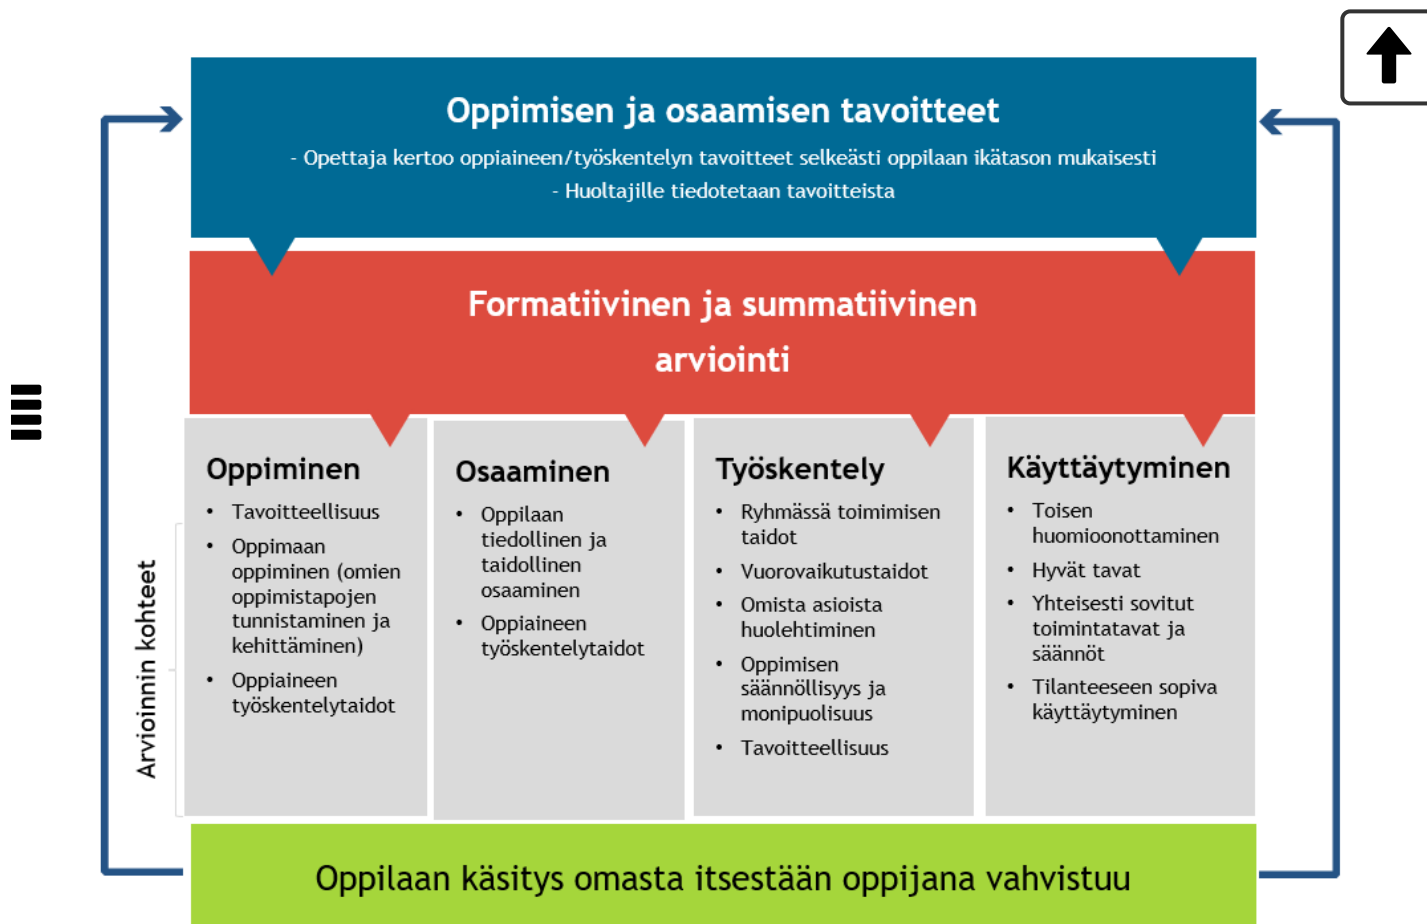 Oppimisen ja osaamisen tavoitteet
- Opettaja kertoo oppiaineen/työskentelyn tavoitteet selkeästi oppilaan ikätason mukaisesti
- Huoltajille tiedotetaan tavoitteista
Formatiivinen ja summatiivinen
arviointi
Arvioinnin kohteet
Oppiminen
• Tavoitteellisuus
• Oppimaan
oppiminen (omien
oppimistapojen
tunnistaminen ja
kehittäminen)
• Oppiaineen
työskentelytaidot
Osaaminen
• Oppilaan
tiedollinen ja
taidollinen
osaaminen
• Oppiaineen
työskentelytaidot
Työskentely
• Ryhmässä toimimisen
taidot
• Vuorovaikutustaidot
• Omista asioista
huolehtiminen
• Oppimisen
säännöllisyys ja
monipuolisuus
• Tavoitteellisuus
Käyttäytyminen
• Toisen
huomioonottaminen
• Hyvät tavat
• Yhteisesti sovitut
toimintatavat ja
säännöt
• Tilanteeseen sopiva
käyttäytyminen
Oppilaan käsitys omasta itsestään oppijana vahvistuu